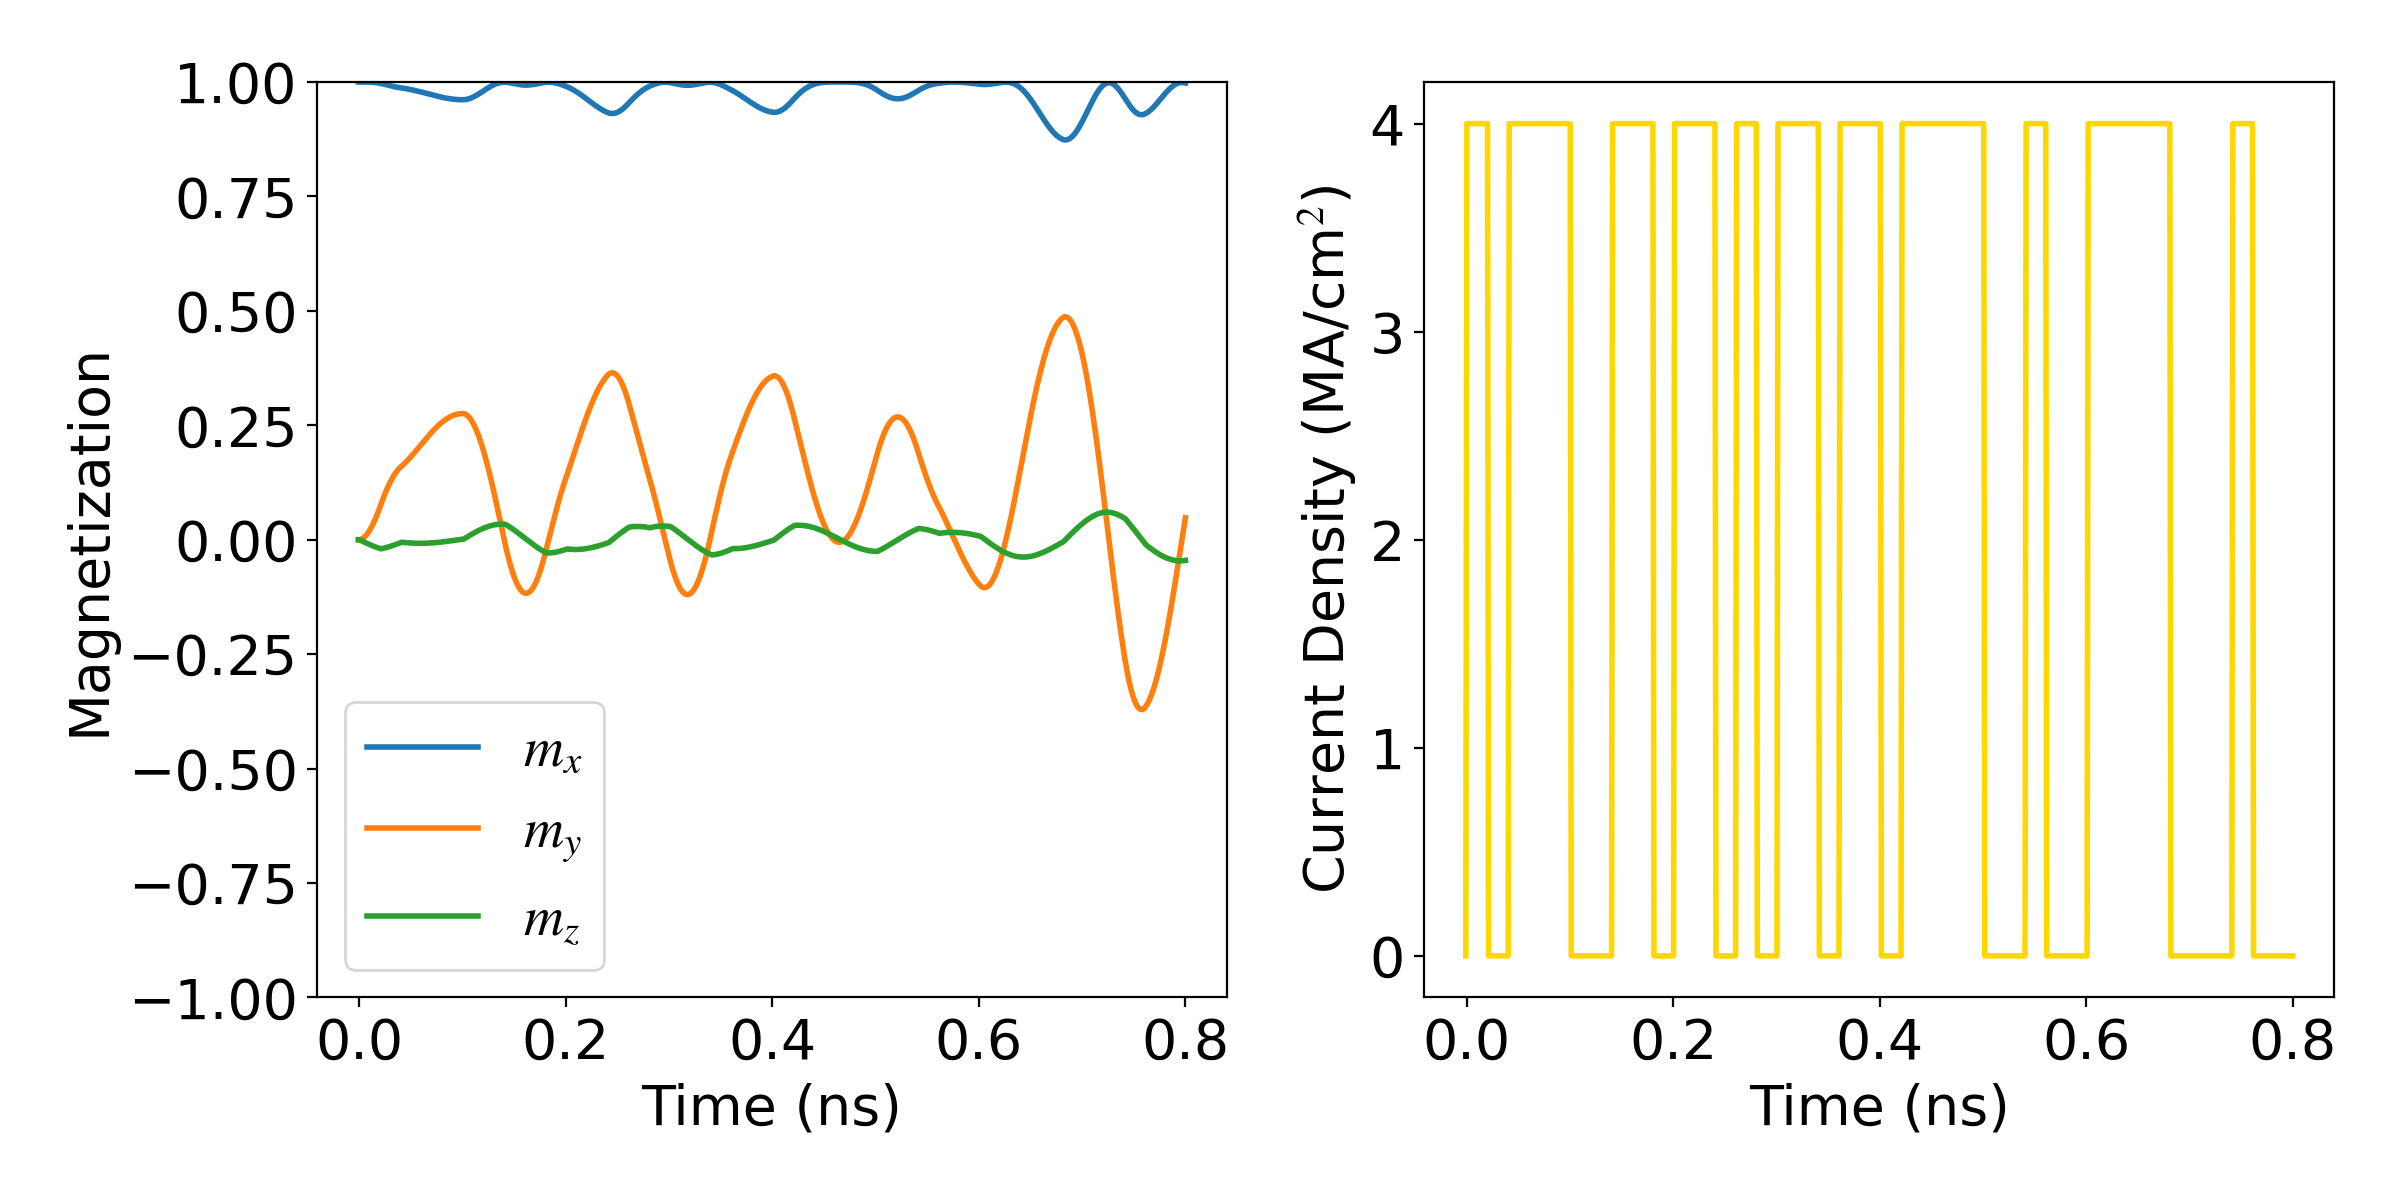 1.00
0.75
0.50
0.25
0.00
−0.25
−0.50
−0.75
−1.00
Magnetization
m_x
m_y
m_z
0.0 0.2 0.4 0.6 0.8
Time (ns)
4
3
2
1
0
Current Density (MA/cm²)
0.0 0.2 0.4 0.6 0.8
Time (ns)